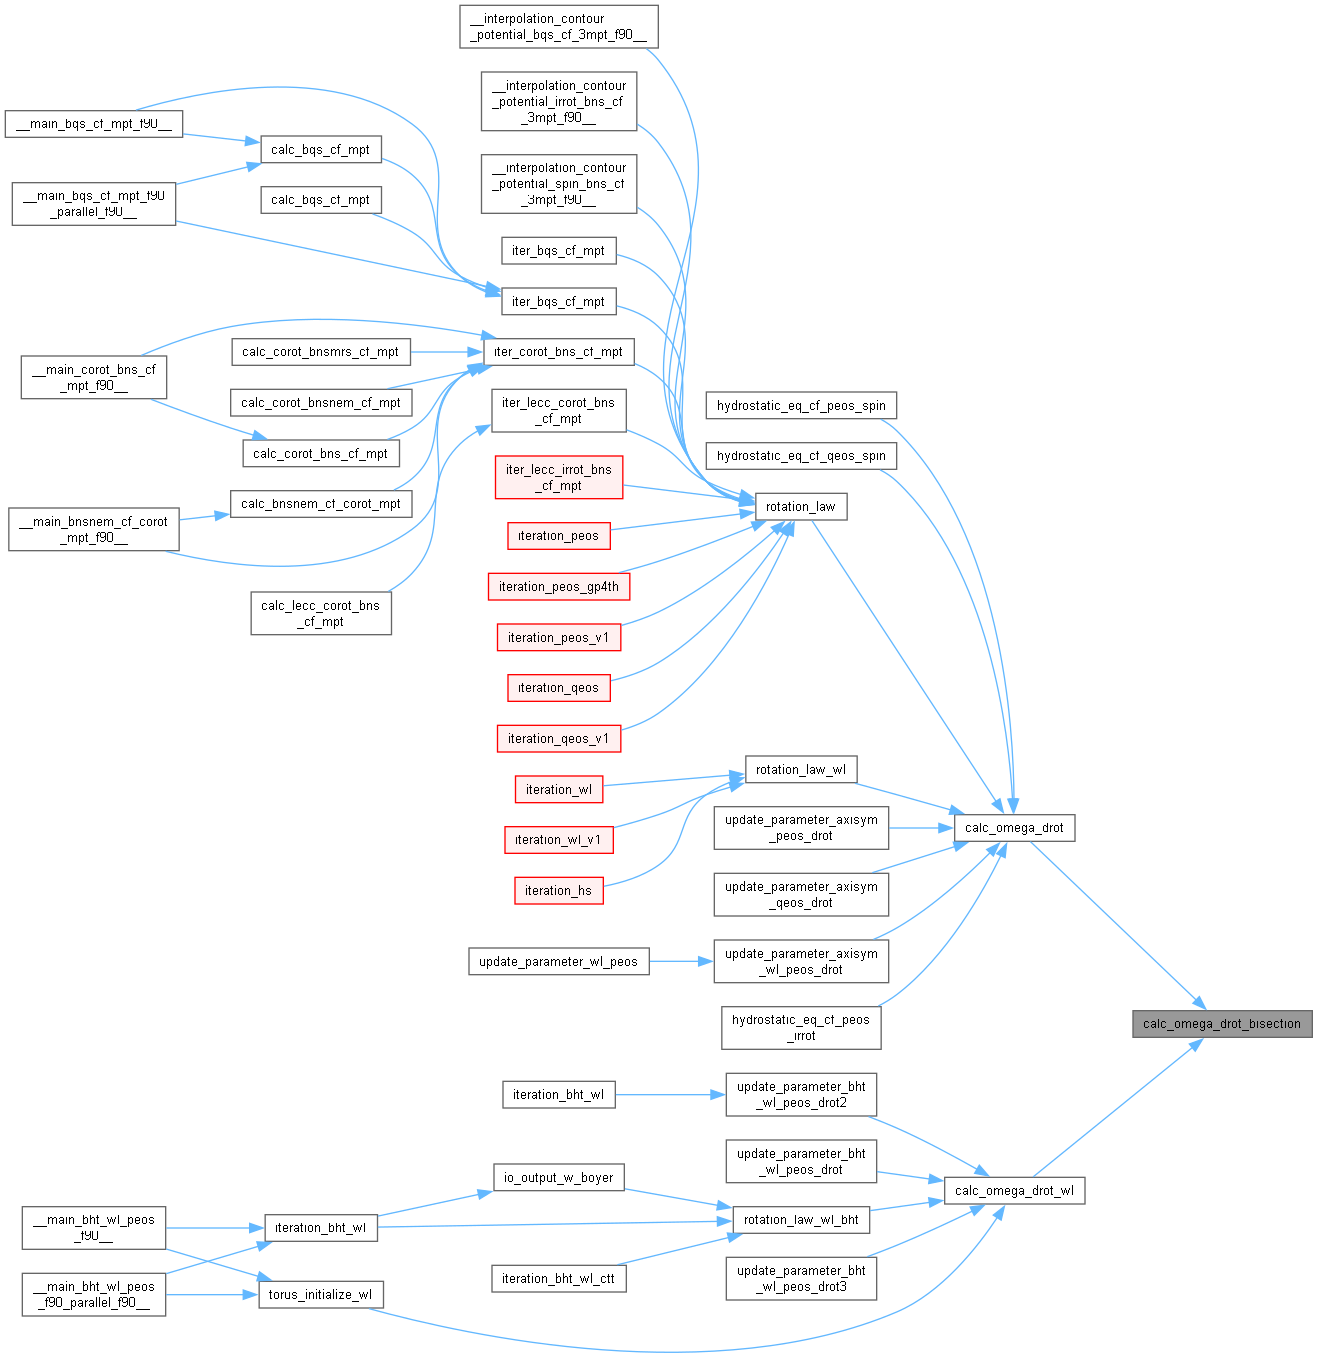 __interpolation_contour
_potential_bqs_cf_3mpt_f90__
__interpolation_contour
_potential_irrot_bns_cf
_3mpt_f90__
__main_bqs_cf_mpt_f90__
calc_bqs_cf_mpt
__interpolation_contour
_potential_spin_bns_cf
_3mpt_f90__
__main_bqs_cf_mpt_f90
_parallel_f90__
calc_bqs_cf_mpt
iter_bqs_cf_mpt
iter_bqs_cf_mpt
calc_corot_bnsmrs_cf_mpt
iter_corot_bns_cf_mpt
__main_corot_bns_cf
_mpt_f90__
calc_corot_bnsnem_cf_mpt
iter_lecc_corot_bns
_cf_mpt
hydrostatic_eq_cf_peos_spin
calc_corot_bns_cf_mpt
hydrostatic_eq_cf_qeos_spin
iter_lecc_irrot_bns
_cf_mpt
calc_bnsnem_cf_corot_mpt
rotation_law
__main_bnsnem_cf_corot
_mpt_f90__
iteration_peos
iteration_peos_gp4th
calc_lecc_corot_bns
_cf_mpt
iteration_peos_v1
iteration_qeos
iteration_qeos_v1
rotation_law_wl
iteration_wl
update_parameter_axisym
_peos_drot
calc_omega_drot
iteration_wl_v1
iteration_hs
update_parameter_axisym
_qeos_drot
update_parameter_wl_peos
update_parameter_axisym
_wl_peos_drot
hydrostatic_eq_cf_peos
_irrot
calc_omega_drot_bisection
iteration_bht_wl
update_parameter_bht
_wl_peos_drot2
update_parameter_bht
_wl_peos_drot
io_output_w_boyer
calc_omega_drot_wl
__main_bht_wl_peos
_f90__
iteration_bht_wl
rotation_law_wl_bht
iteration_bht_wl_ctt
update_parameter_bht
_wl_peos_drot3
__main_bht_wl_peos
_f90_parallel_f90__
torus_initialize_wl